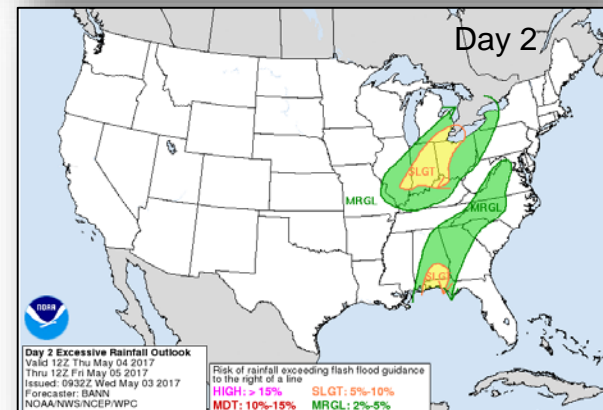 Day 2
SLGT
MRGL
MRGL
SLGT
NOAA
Day 2 Excessive Rainfall Outlook
Valid 12Z Thu May 04 2017
Thru 12Z Fri May 05 2017
Issued: 0932Z Wed May 03 2017
Forecaster: BANN
NOAA/NWS/NCEP/WPC
Risk of rainfall exceeding flash flood guidance
to the right of a line
HIGH: > 15% SLGT: 5%-10%
MDT: 10%-15% MRGL: 2%-5%